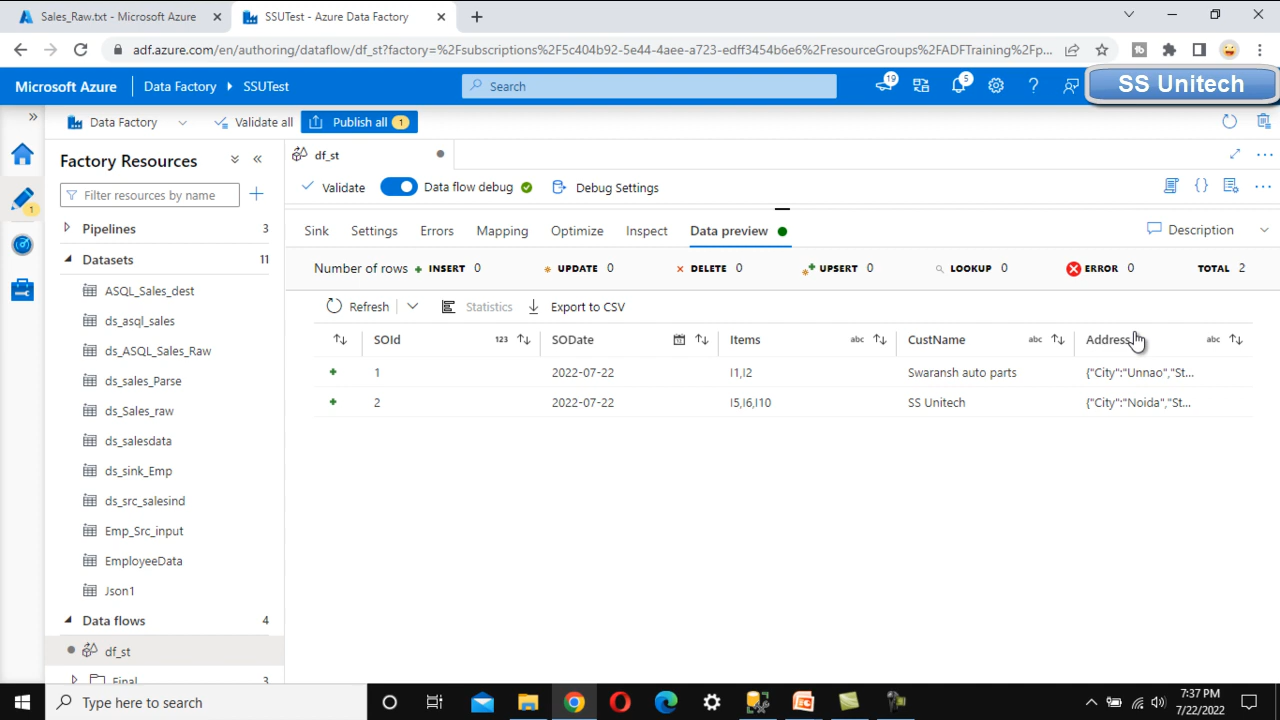 Sales_Raw.txt - Microsoft Azure
SSUTest - Azure Data Factory
adf.azure.com/en/authoring/dataflow/df_st?factory=%2Fsubscriptions%2F5c404b92-5e44-4aee-a723-edff3454b6e6%2FresourceGroups%2FADFTraining%2Fp...
Microsoft Azure Data Factory SSUTest
Search
19
5
SS Unitech
Data Factory Validate all Publish all 1
Factory Resources
Filter resources by name
Pipelines 3
Datasets 11
ASQL_Sales_dest
ds_asql_sales
ds_ASQL_Sales_Raw
ds_sales_Parse
ds_Sales_raw
ds_salesdata
ds_sink_Emp
ds_src_salesind
Emp_Src_input
EmployeeData
Json1
Data flows 4
df_st
Final 3
1
df_st
Validate Data flow debug Debug Settings
Sink Settings Errors Mapping Optimize Inspect Data preview Description
Number of rows INSERT 0 UPDATE 0 DELETE 0 UPSERT 0 LOOKUP 0 ERROR 0 TOTAL 2
Refresh Statistics Export to CSV
SOId 123 SODate Items abc CustName abc Address abc
1 2022-07-22 I1,I2 Swaransh auto parts {"City":"Unnao","St...
2 2022-07-22 I5,I6,I10 SS Unitech {"City":"Noida","St...
Type here to search
7:37 PM
7/22/2022